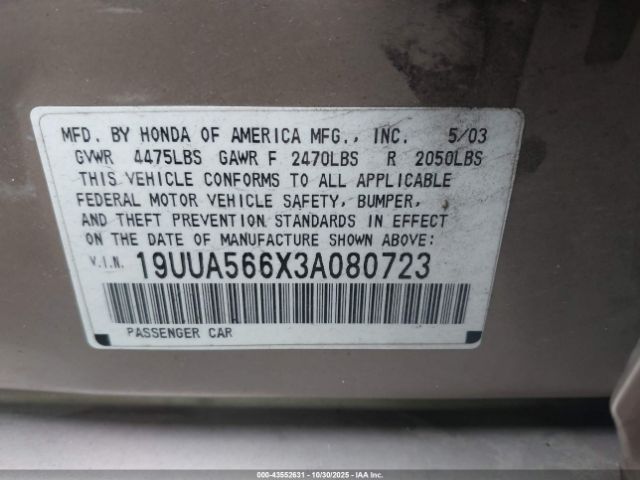 MFD. BY HONDA OF AMERICA MFG., INC. 5/03
GVWR 4475LBS GAWR F 2470LBS R 2050LBS
THIS VEHICLE CONFORMS TO ALL APPLICABLE
FEDERAL MOTOR VEHICLE SAFETY, BUMPER,
AND THEFT PREVENTION STANDARDS IN EFFECT
ON THE DATE OF MANUFACTURE SHOWN ABOVE:
V.I.N. 19UUA566X3A080723
PASSENGER CAR
000-43552631 - 10/30/2025 - IAA Inc.